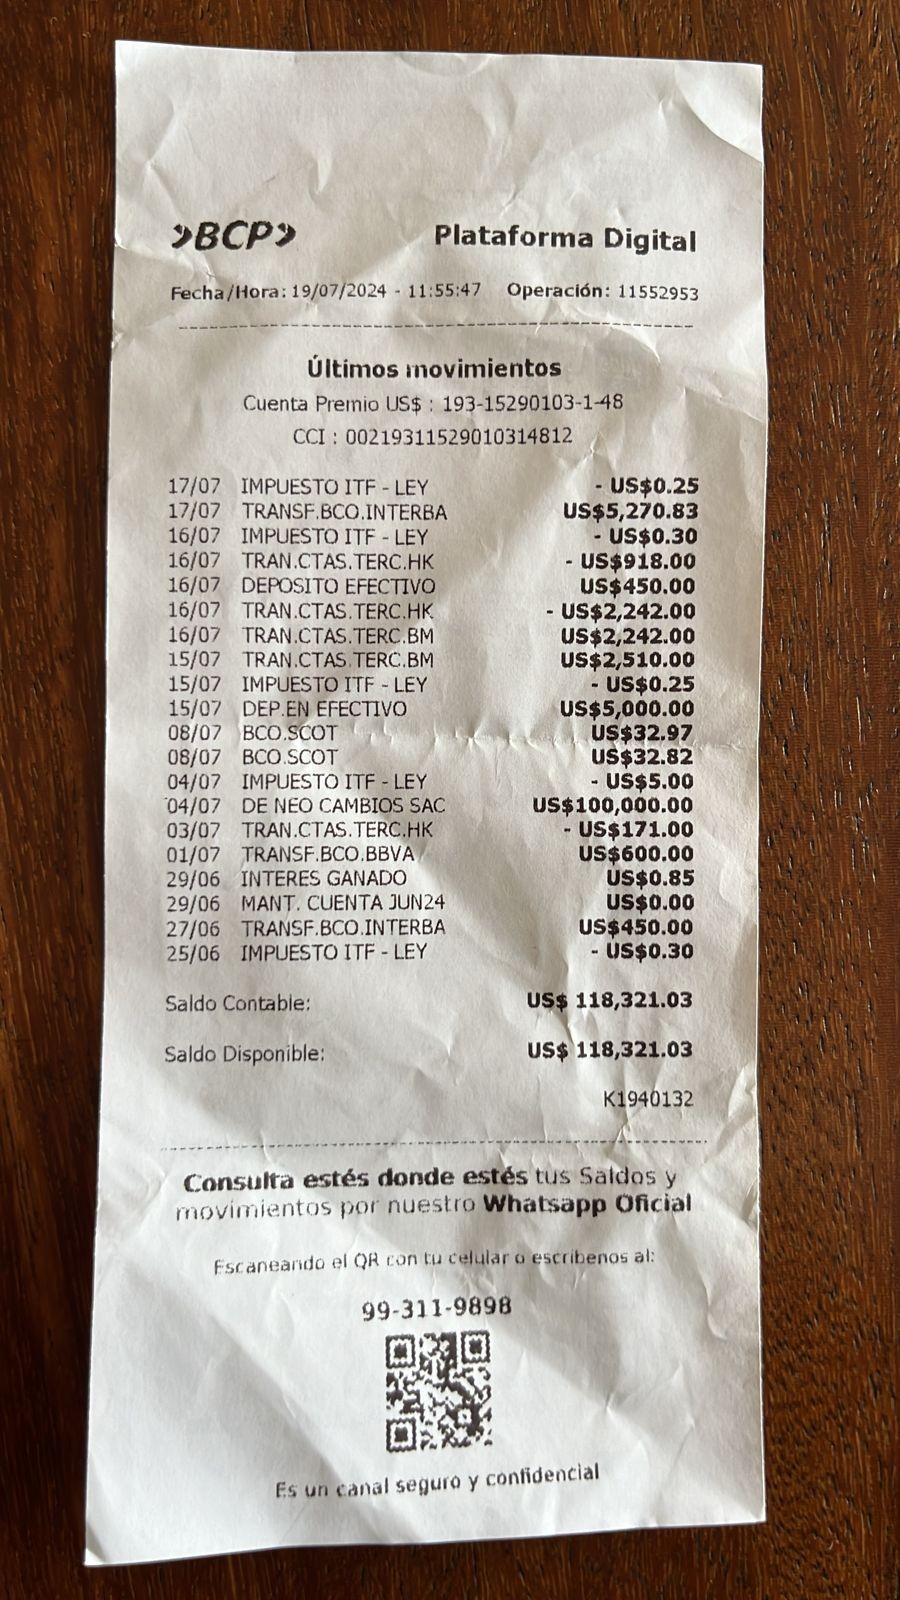 BCP Plataforma Digital
Fecha/Hora: 19/07/2024 - 11:55:47 Operación: 11552953
Últimos movimientos
Cuenta Premio US$ : 193-15290103-1-48
CCI : 00219311529010314812
17/07 IMPUESTO ITF - LEY - US$0.25
17/07 TRANSF.BCO.INTERBA US$5,270.83
16/07 IMPUESTO ITF - LEY - US$0.30
16/07 TRAN.CTAS.TERC.HK - US$918.00
16/07 DEPOSITO EFECTIVO US$450.00
16/07 TRAN.CTAS.TERC.HK - US$2,242.00
16/07 TRAN.CTAS.TERC.BM US$2,242.00
15/07 TRAN.CTAS.TERC.BM US$2,510.00
15/07 IMPUESTO ITF - LEY - US$0.25
15/07 DEP.EN EFECTIVO US$5,000.00
08/07 BCO.SCOT US$32.97
08/07 BCO.SCOT US$32.82
04/07 IMPUESTO ITF - LEY - US$5.00
04/07 DE NEO CAMBIOS SAC US$100,000.00
03/07 TRAN.CTAS.TERC.HK - US$171.00
01/07 TRANSF.BCO.BBVA US$600.00
29/06 INTERES GANADO US$0.85
29/06 MANT. CUENTA JUN24 US$0.00
27/06 TRANSF.BCO.INTERBA US$450.00
25/06 IMPUESTO ITF - LEY - US$0.30
Saldo Contable: US$ 118,321.03
Saldo Disponible: US$ 118,321.03
K1940132
Consulta estés donde estés tus Saldos y
movimientos por nuestro Whatsapp Oficial
Escaneando el QR con tu celular o escribenos al:
99-311-9898
Es un canal seguro y confidencial